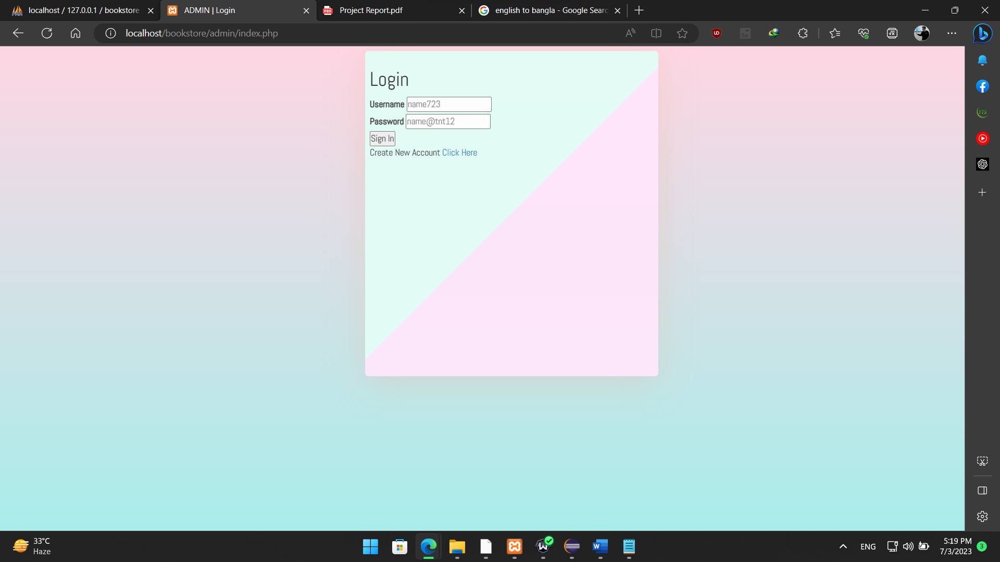 localhost / 127.0.0.1 / bookstore
ADMIN | Login
Project Report.pdf
english to bangla - Google Sear
localhost/bookstore/admin/index.php
Login
Username name723
Password name@tnt12
Sign In
Create New Account Click Here
YTS
33°C
Haze
ENG
5:19 PM
7/3/2023
3